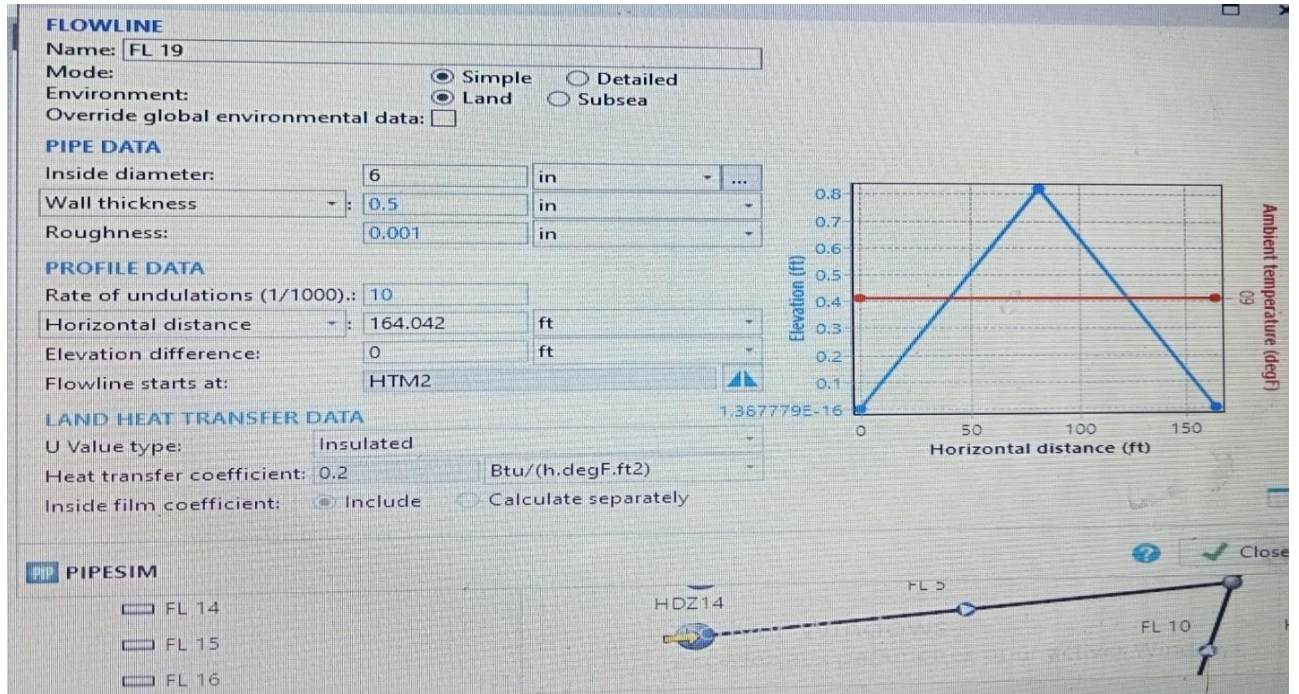 FLOWLINE
Name: FL 19
Mode: Simple Detailed
Environment: Land Subsea
Override global environmental data:
PIPE DATA
Inside diameter: 6 in ...
Wall thickness : 0.5 in
Roughness: 0.001 in
PROFILE DATA
Rate of undulations (1/1000).: 10
Horizontal distance : 164.042 ft
Elevation difference: 0 ft
Flowline starts at: HTM2
LAND HEAT TRANSFER DATA
U Value type: Insulated
Heat transfer coefficient: 0.2 Btu/(h.degF.ft2)
Inside film coefficient: Include Calculate separately
0.8
0.7
0.6
0.5
0.4
0.3
0.2
0.1
1.387779E-16
Elevation (ft)
0 50 100 150
Horizontal distance (ft)
60
Ambient temperature (degF)
? Close
PIP PIPESIM
FL 14
FL 15
FL 16
HDZ14
FL 5
FL 10